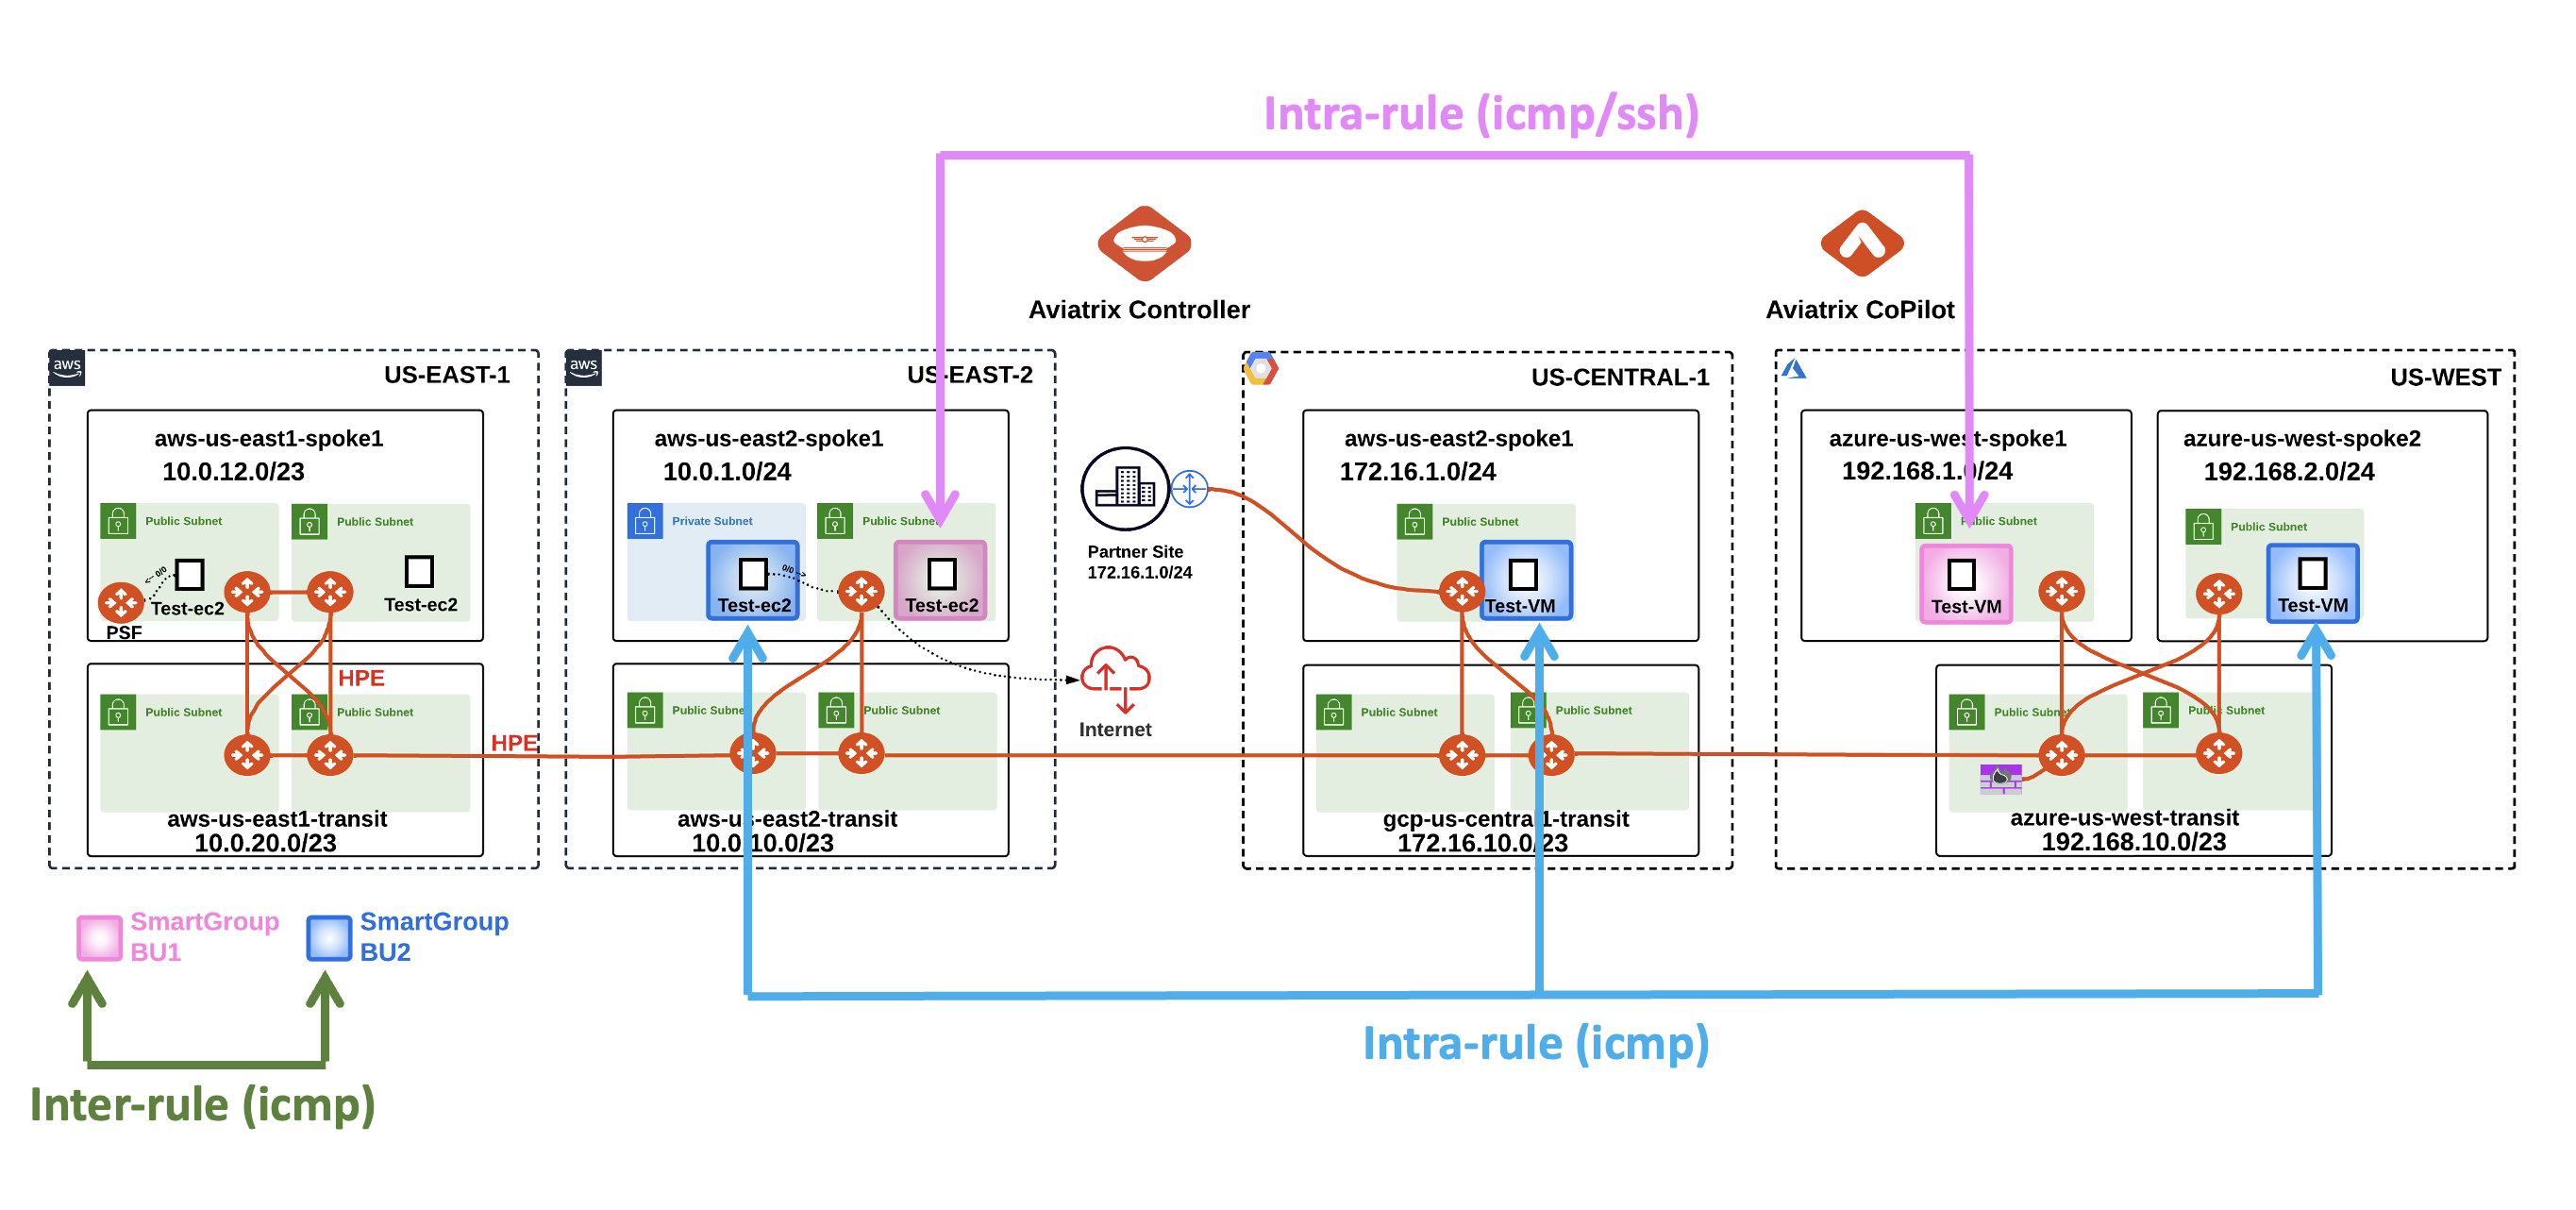 Intra-rule (icmp/ssh)
Aviatrix Controller
Aviatrix CoPilot
aws
US-EAST-1
aws-us-east1-spoke1
10.0.12.0/23
Public Subnet
Public Subnet
<-- 0/0
Test-ec2
Test-ec2
PSF
HPE
Public Subnet
Public Subnet
HPE
aws-us-east1-transit
10.0.20.0/23
aws
US-EAST-2
aws-us-east2-spoke1
10.0.1.0/24
Private Subnet
Public Subnet
0/0 -->
Test-ec2
Test-ec2
Public Subnet
Public Subnet
aws-us-east2-transit
10.0.10.0/23
Partner Site
172.16.1.0/24
Internet
US-CENTRAL-1
aws-us-east2-spoke1
172.16.1.0/24
Public Subnet
Test-VM
Public Subnet
Public Subnet
gcp-us-central1-transit
172.16.10.0/23
US-WEST
azure-us-west-spoke1
192.168.1.0/24
Public Subnet
Test-VM
azure-us-west-spoke2
192.168.2.0/24
Public Subnet
Test-VM
Public Subnet
Public Subnet
azure-us-west-transit
192.168.10.0/23
SmartGroup
BU1
SmartGroup
BU2
Inter-rule (icmp)
Intra-rule (icmp)